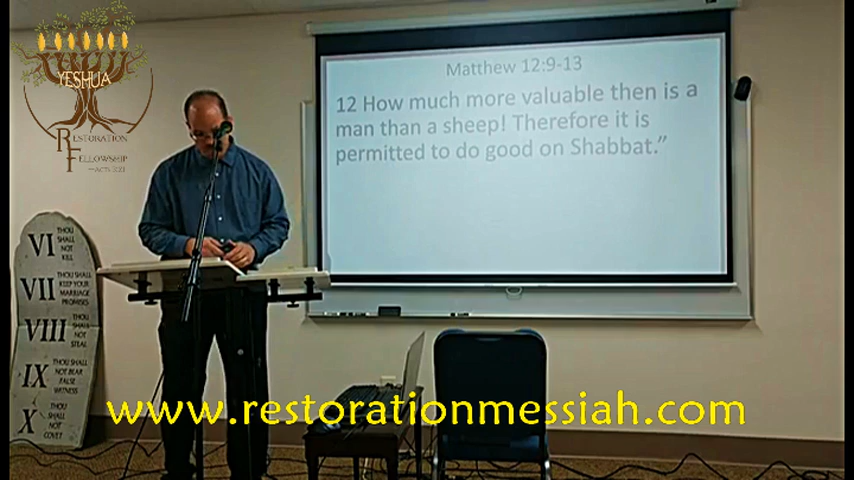 YESHUA
RESTORATION
FELLOWSHIP
Matthew 12:9-13
12 How much more valuable then is a
man than a sheep! Therefore it is
permitted to do good on Shabbat.”
VI THOU
SHALL
NOT
KILL
VII THOU SHALL
KEEP YOUR
MARRIAGE
PROMISES
VIII THOU
SHALL
NOT
STEAL
IX THOU SHALL
NOT BEAR
FALSE
WITNESS
X THOU
SHALL
NOT
COVET
www.restorationmessiah.com